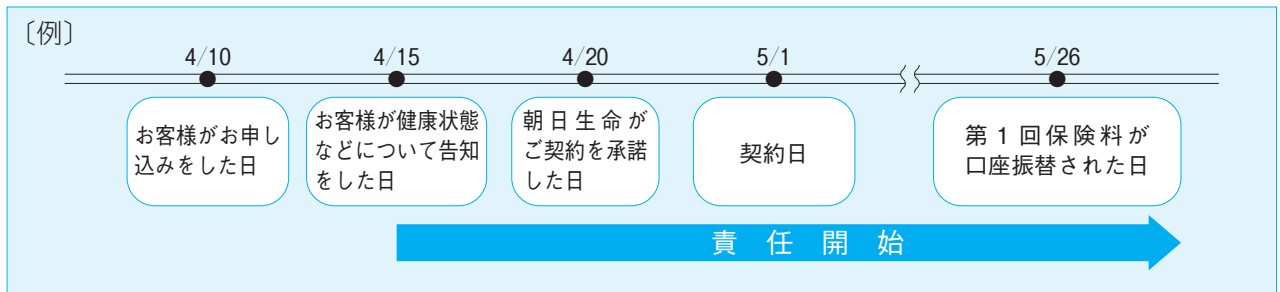 〔例〕
4/10
4/15
4/20
5/1
5/26
お客様がお申し
込みをした日
お客様が健康状態
などについて告知
をした日
朝日生命が
ご契約を承諾
した日
契約日
第1回保険料が
口座振替された日
責任開始